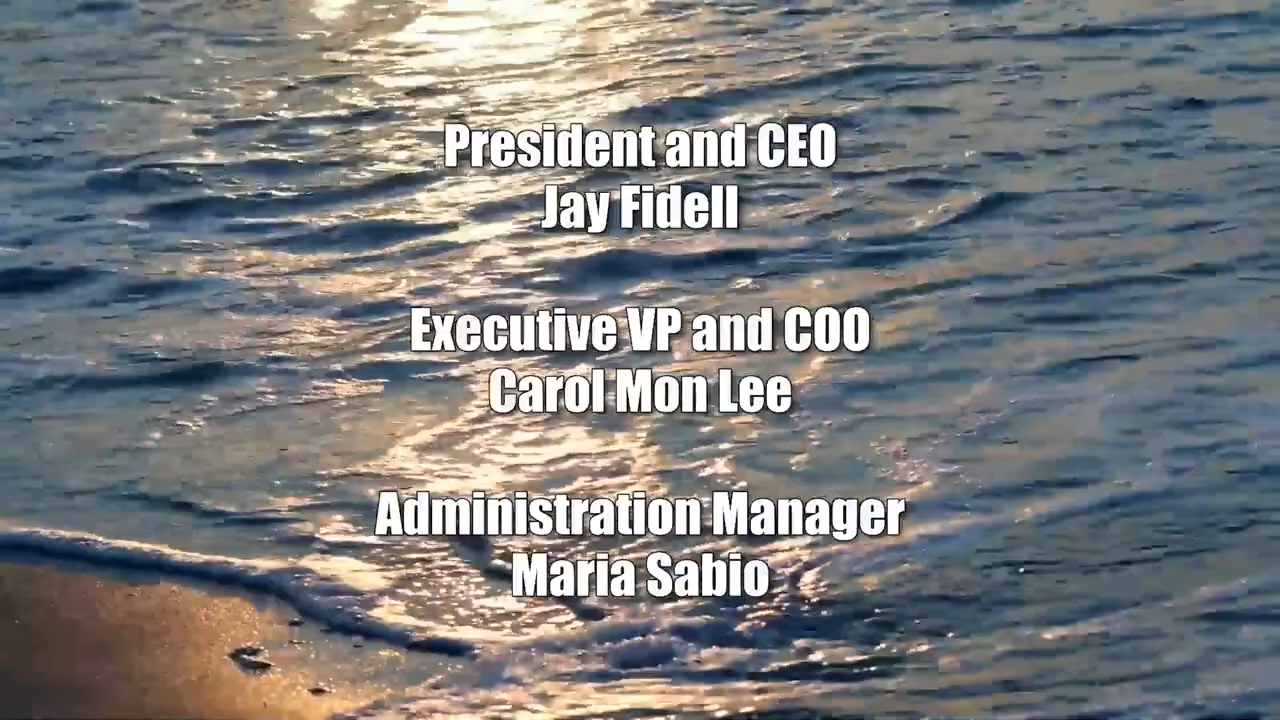 President and CEO
Jay Fidell
Executive VP and COO
Carol Mon Lee
Administration Manager
Maria Sabio